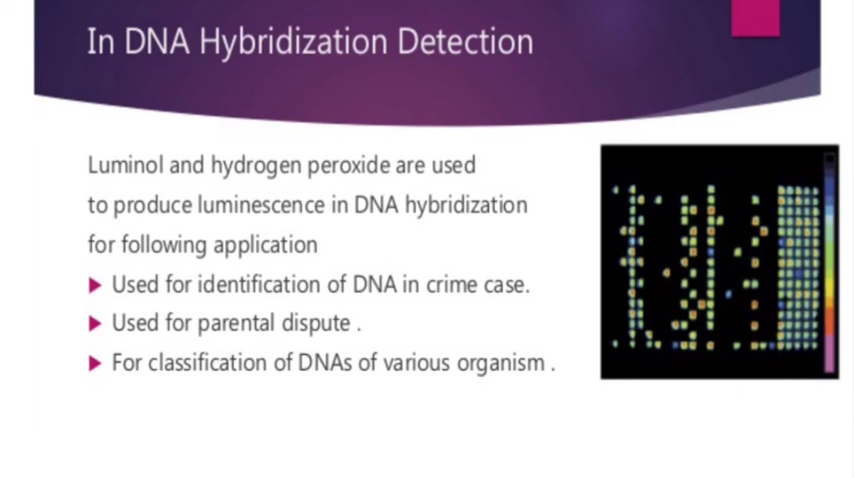 In DNA Hybridization Detection
Luminol and hydrogen peroxide are used
to produce luminescence in DNA hybridization
for following application
Used for identification of DNA in crime case.
Used for parental dispute .
For classification of DNAs of various organism .